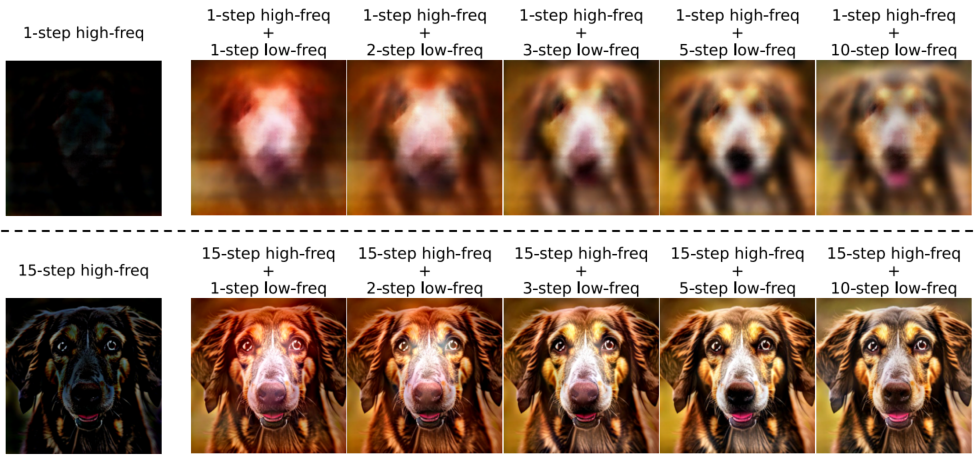 1-step high-freq
1-step high-freq
+
1-step low-freq
1-step high-freq
+
2-step low-freq
1-step high-freq
+
3-step low-freq
1-step high-freq
+
5-step low-freq
1-step high-freq
+
10-step low-freq
15-step high-freq
15-step high-freq
+
1-step low-freq
15-step high-freq
+
2-step low-freq
15-step high-freq
+
3-step low-freq
15-step high-freq
+
5-step low-freq
15-step high-freq
+
10-step low-freq